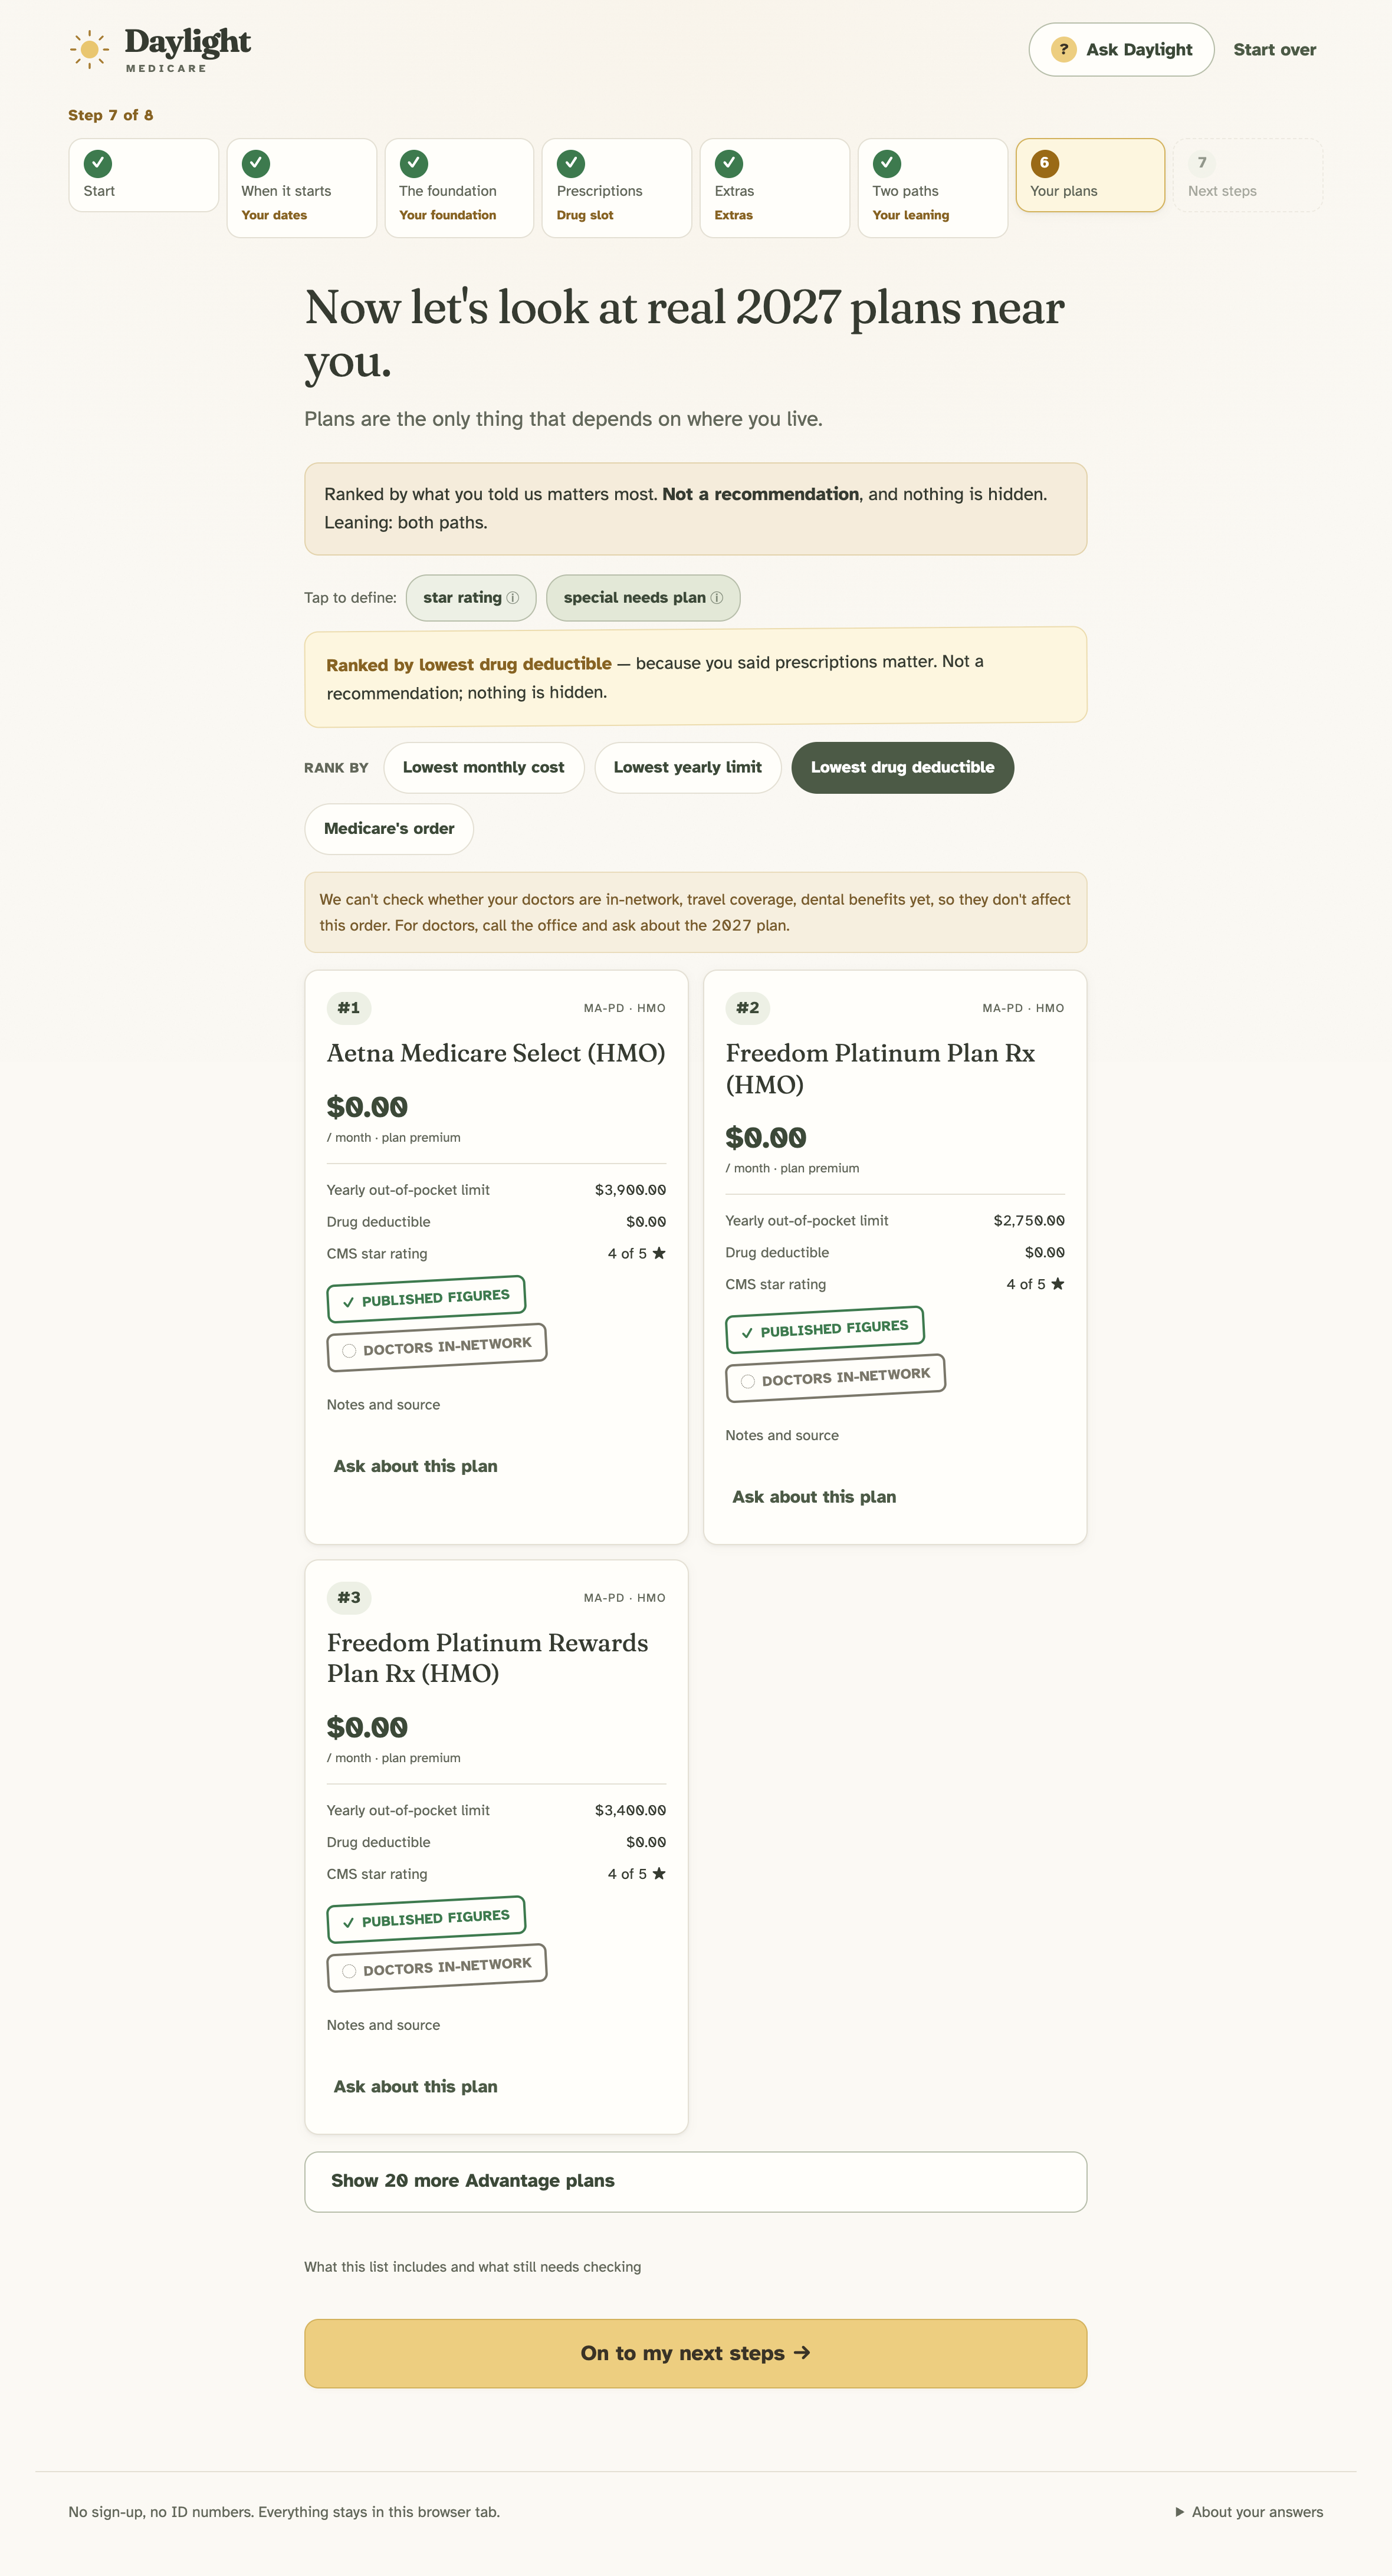 Daylight
MEDICARE
? Ask Daylight
Start over
Step 7 of 8
Start
When it starts
Your dates
The foundation
Your foundation
Prescriptions
Drug slot
Extras
Extras
Two paths
Your leaning
6
Your plans
7
Next steps
Now let's look at real 2027 plans near
you.
Plans are the only thing that depends on where you live.
Ranked by what you told us matters most. Not a recommendation, and nothing is hidden.
Leaning: both paths.
Tap to define: star rating ⓘ special needs plan ⓘ
Ranked by lowest drug deductible — because you said prescriptions matter. Not a
recommendation; nothing is hidden.
RANK BY Lowest monthly cost Lowest yearly limit Lowest drug deductible
Medicare's order
We can't check whether your doctors are in-network, travel coverage, dental benefits yet, so they don't affect
this order. For doctors, call the office and ask about the 2027 plan.
#1 MA-PD · HMO
Aetna Medicare Select (HMO)
$0.00
/ month · plan premium
Yearly out-of-pocket limit $3,900.00
Drug deductible $0.00
CMS star rating 4 of 5 ★
✓ PUBLISHED FIGURES
○ DOCTORS IN-NETWORK
Notes and source
Ask about this plan
#2 MA-PD · HMO
Freedom Platinum Plan Rx
(HMO)
$0.00
/ month · plan premium
Yearly out-of-pocket limit $2,750.00
Drug deductible $0.00
CMS star rating 4 of 5 ★
✓ PUBLISHED FIGURES
○ DOCTORS IN-NETWORK
Notes and source
Ask about this plan
#3 MA-PD · HMO
Freedom Platinum Rewards
Plan Rx (HMO)
$0.00
/ month · plan premium
Yearly out-of-pocket limit $3,400.00
Drug deductible $0.00
CMS star rating 4 of 5 ★
✓ PUBLISHED FIGURES
○ DOCTORS IN-NETWORK
Notes and source
Ask about this plan
Show 20 more Advantage plans
What this list includes and what still needs checking
On to my next steps →
No sign-up, no ID numbers. Everything stays in this browser tab.
▶ About your answers